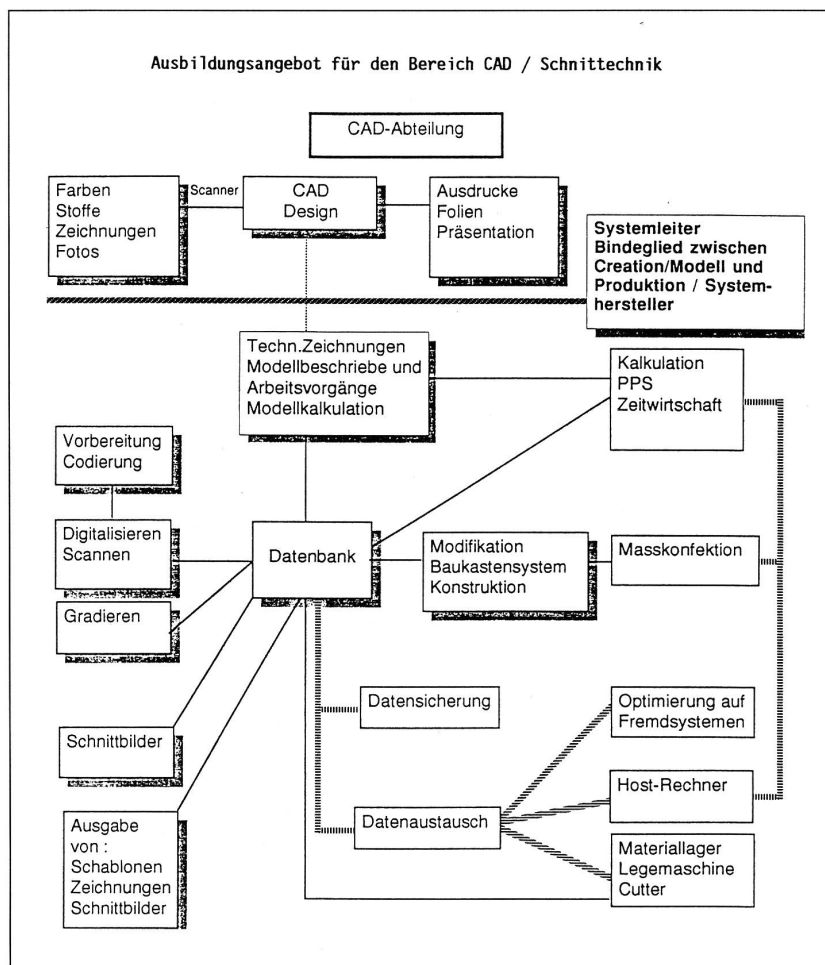 Ausbildungsangebot für den Bereich CAD / Schnittechnik
CAD-Abteilung
Farben
Stoffe
Zeichnungen
Fotos
Scanner
CAD
Design
Ausdrucke
Folien
Präsentation
Systemleiter
Bindeglied zwischen
Creation/Modell und
Produktion / System-
hersteller
Techn.Zeichnungen
Modellbeschriebe und
Arbeitsvorgänge
Modellkalkulation
Kalkulation
PPS
Zeitwirtschaft
Vorbereitung
Codierung
Digitalisieren
Scannen
Datenbank
Modifikation
Baukastensystem
Konstruktion
Masskonfektion
Gradieren
Datensicherung
Optimierung auf
Fremdsystemen
Schnittbilder
Host-Rechner
Datenaustausch
Ausgabe
von :
Schablonen
Zeichnungen
Schnittbilder
Materiallager
Legemaschine
Cutter